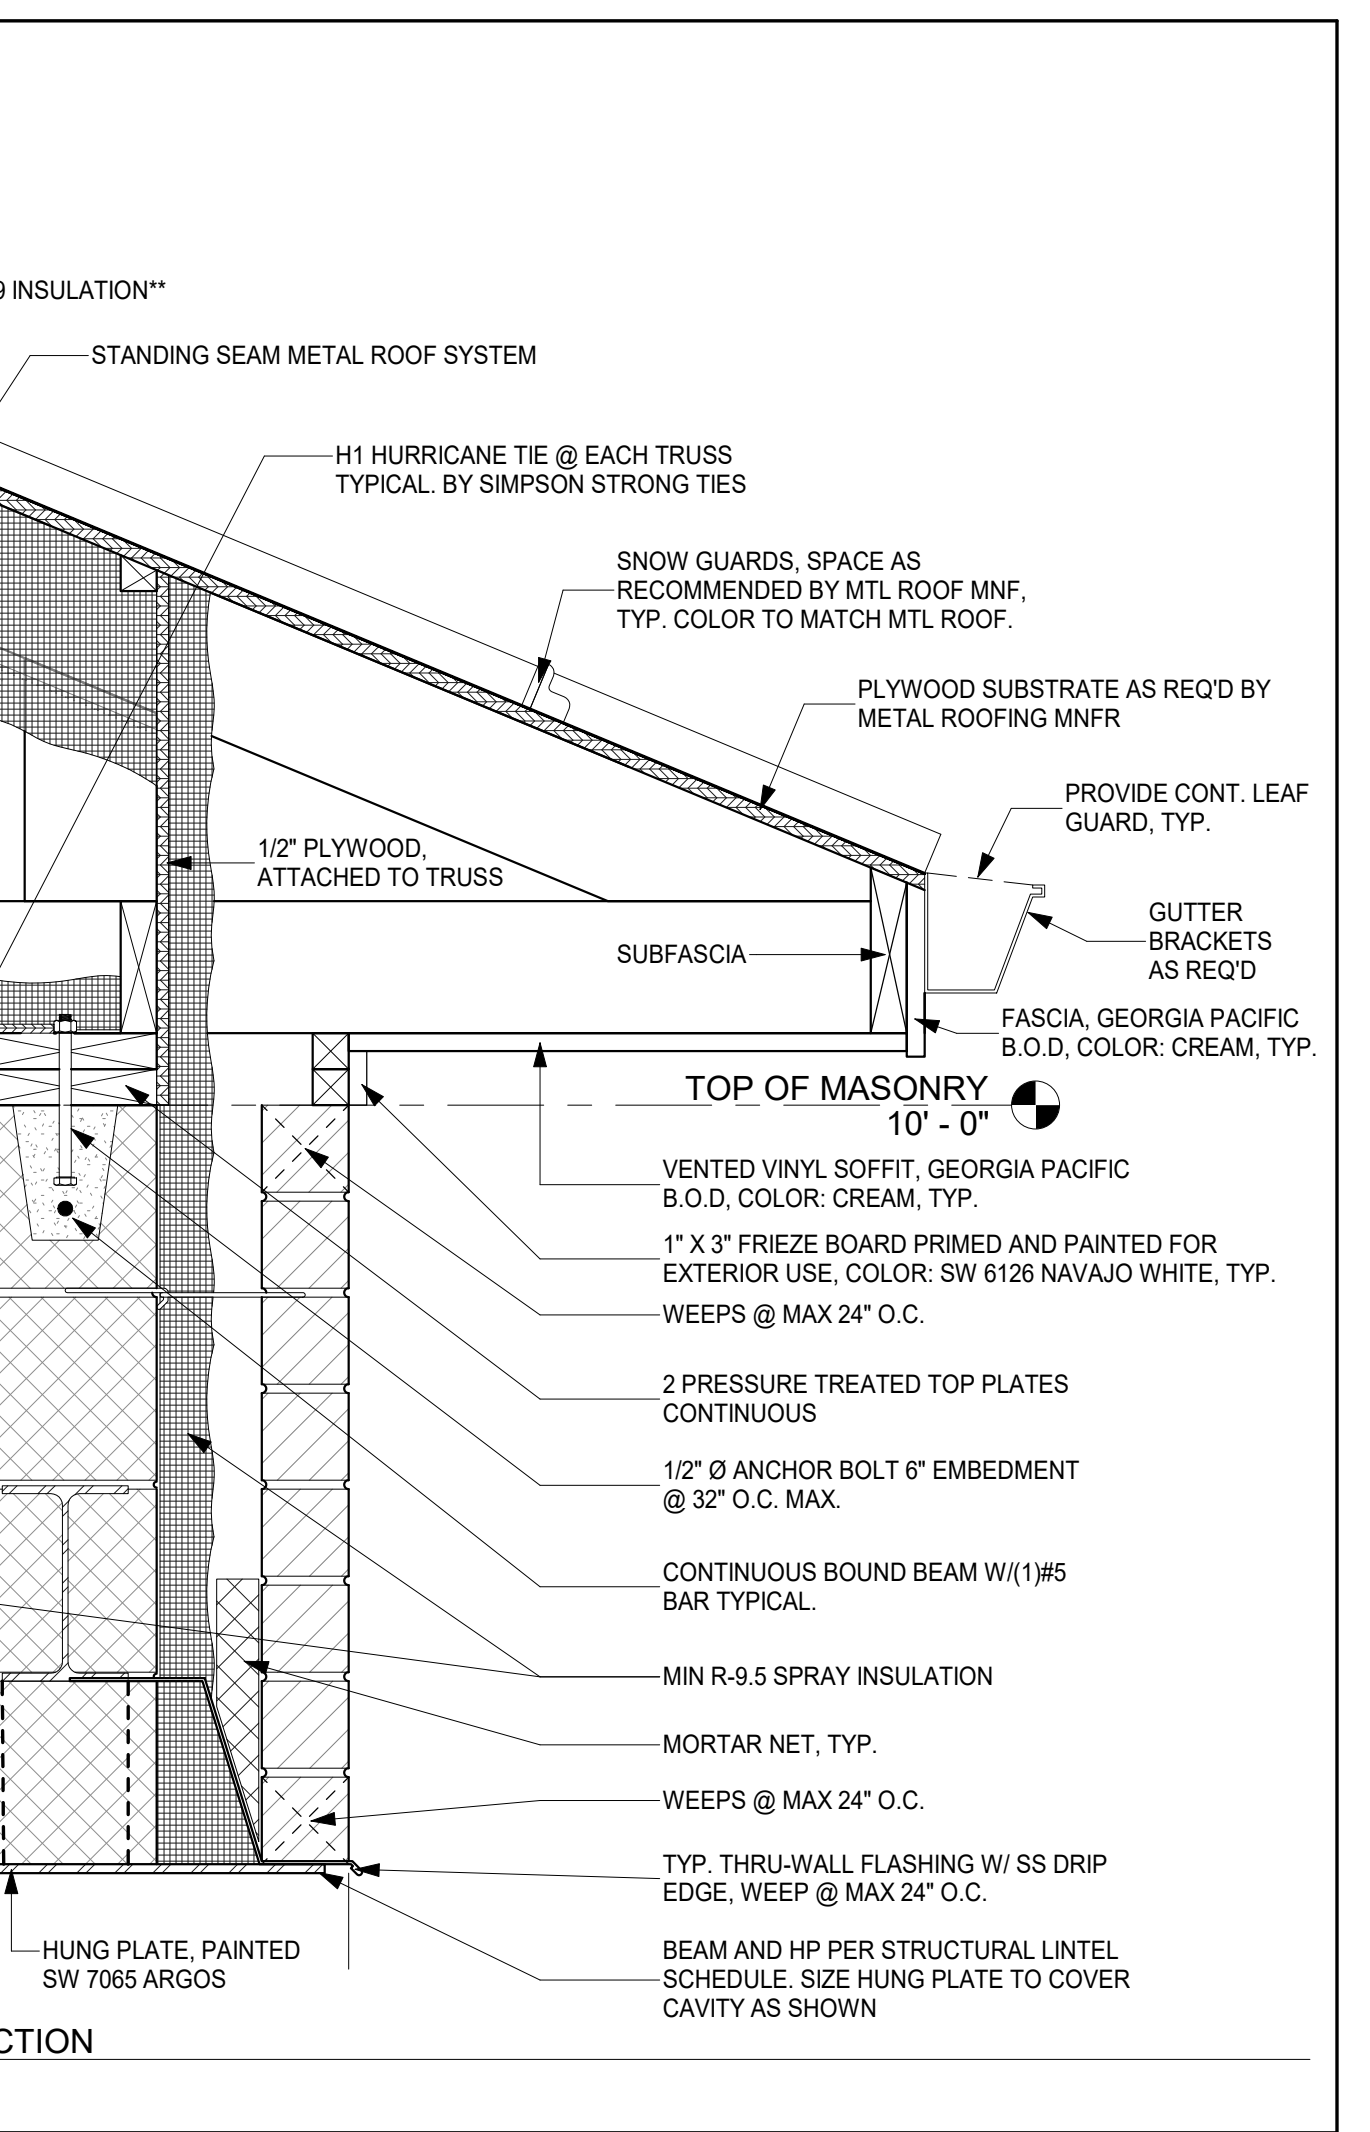 INSULATION**
STANDING SEAM METAL ROOF SYSTEM
H1 HURRICANE TIE @ EACH TRUSS
TYPICAL. BY SIMPSON STRONG TIES
SNOW GUARDS, SPACE AS
RECOMMENDED BY MTL ROOF MNF,
TYP. COLOR TO MATCH MTL ROOF.
PLYWOOD SUBSTRATE AS REQ'D BY
METAL ROOFING MNFR
PROVIDE CONT. LEAF
GUARD, TYP.
1/2" PLYWOOD,
ATTACHED TO TRUSS
GUTTER
BRACKETS
AS REQ'D
SUBFASCIA
FASCIA, GEORGIA PACIFIC
B.O.D, COLOR: CREAM, TYP.
TOP OF MASONRY
10' - 0"
VENTED VINYL SOFFIT, GEORGIA PACIFIC
B.O.D, COLOR: CREAM, TYP.
1" X 3" FRIEZE BOARD PRIMED AND PAINTED FOR
EXTERIOR USE, COLOR: SW 6126 NAVAJO WHITE, TYP.
WEEPS @ MAX 24" O.C.
2 PRESSURE TREATED TOP PLATES
CONTINUOUS
1/2" Ø ANCHOR BOLT 6" EMBEDMENT
@ 32" O.C. MAX.
CONTINUOUS BOUND BEAM W/(1)#5
BAR TYPICAL.
MIN R-9.5 SPRAY INSULATION
MORTAR NET, TYP.
WEEPS @ MAX 24" O.C.
TYP. THRU-WALL FLASHING W/ SS DRIP
EDGE, WEEP @ MAX 24" O.C.
HUNG PLATE, PAINTED
SW 7065 ARGOS
BEAM AND HP PER STRUCTURAL LINTEL
SCHEDULE. SIZE HUNG PLATE TO COVER
CAVITY AS SHOWN
CTION